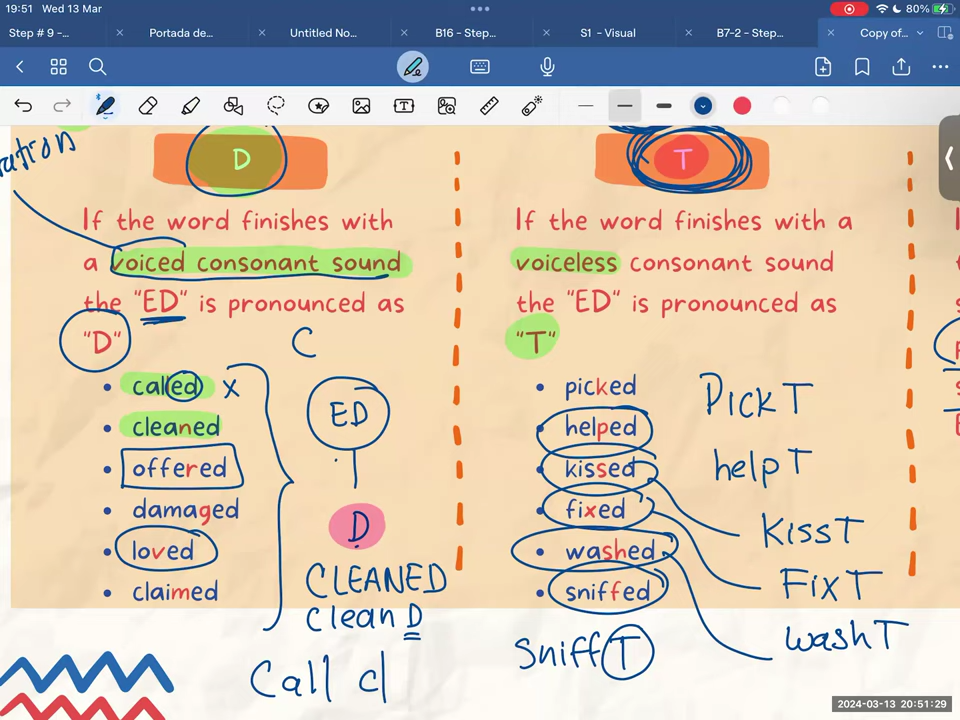 19:51 Wed 13 Mar
80%
Step # 9 –...
Portada de...
Untitled No...
B16 – Step...
S1 – Visual
B7-2 – Step...
Copy of...
ration
D
If the word finishes with
a voiced consonant sound
the "ED" is pronounced as
"D"
C
• called X
• cleaned
• offered
• damaged
• loved
• claimed
ED
D
CLEANED
clean D
Call d
T
If the word finishes with a
voiceless consonant sound
the "ED" is pronounced as
"T"
• picked
• helped
• kissed
• fixed
• washed
• sniffed
Pick T
help T
Kiss T
Fix T
wash T
Sniff T
2024-03-13 20:51:29